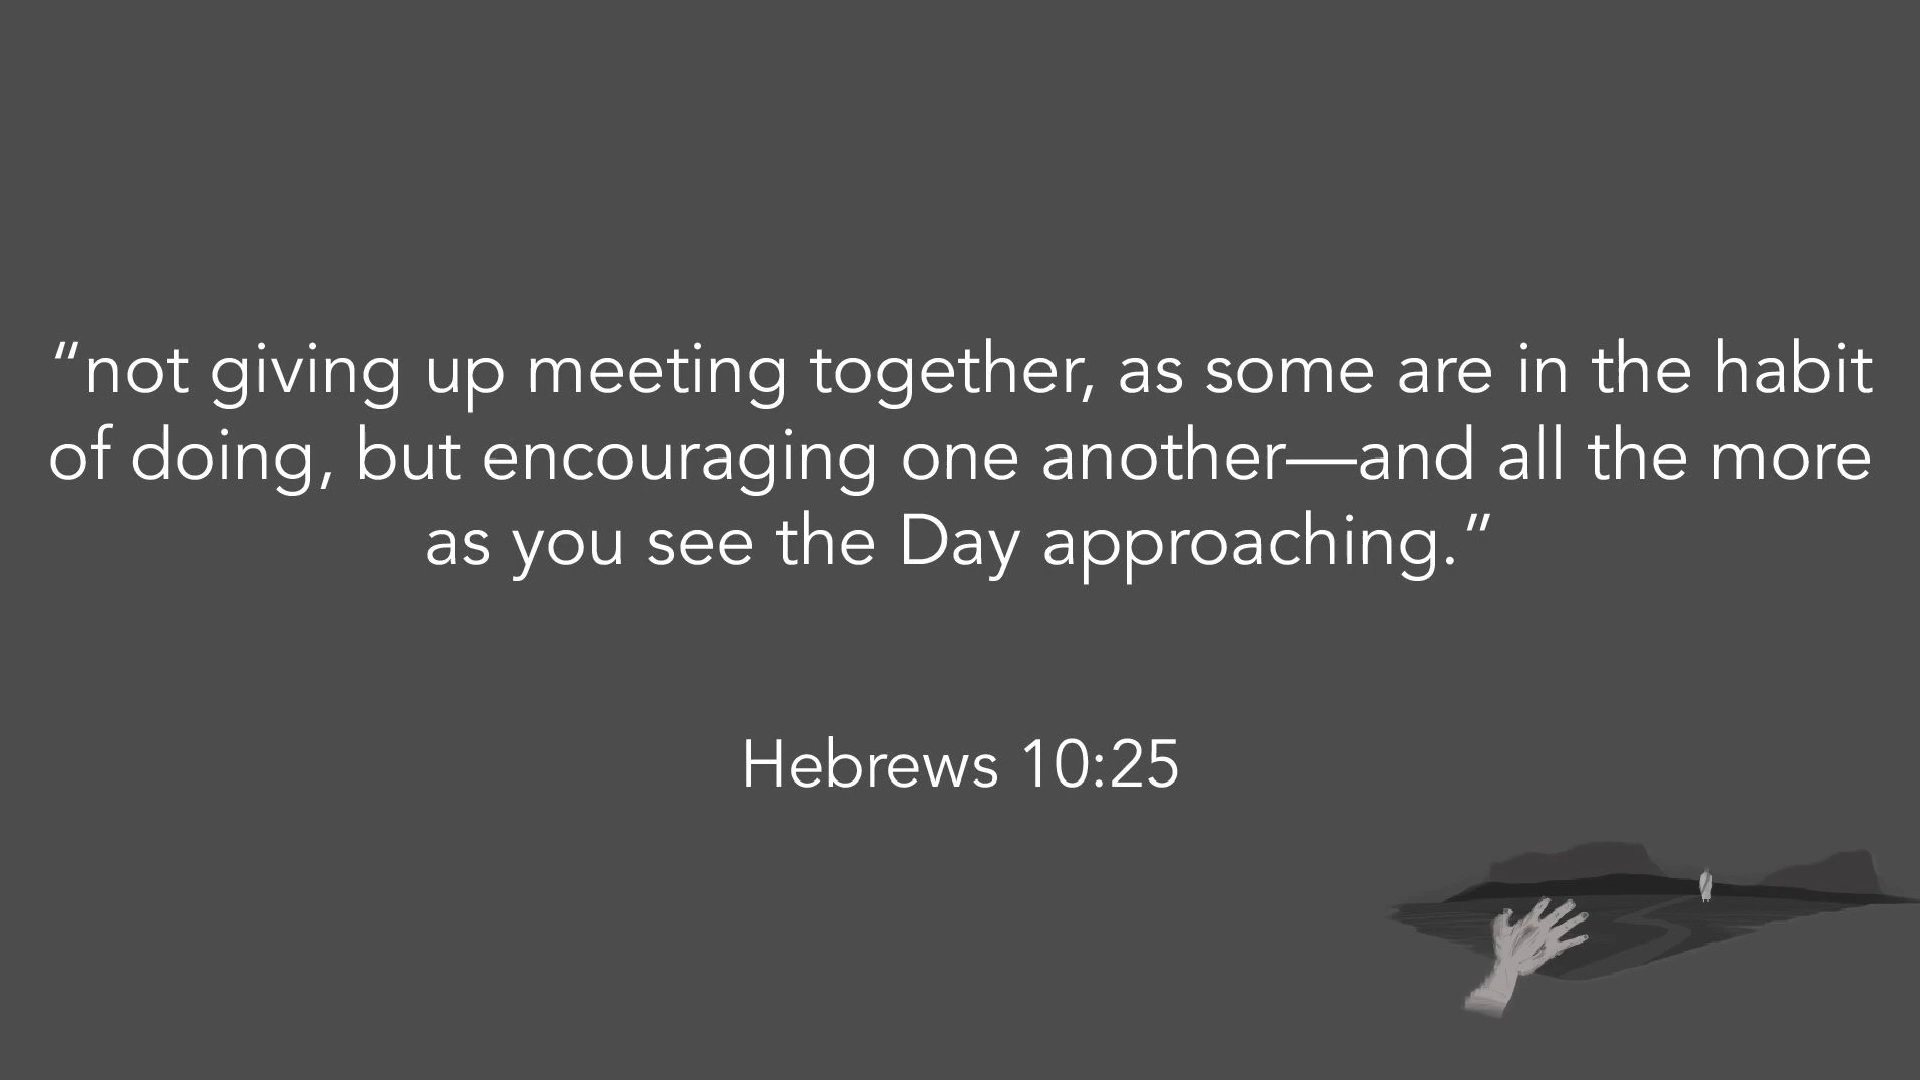 “not giving up meeting together, as some are in the habit
of doing, but encouraging one another—and all the more
as you see the Day approaching.”
Hebrews 10:25